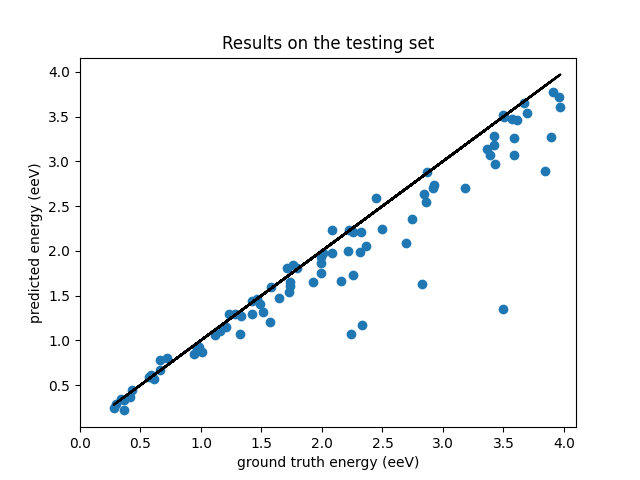 Results on the testing set
4.0
3.5
3.0
2.5
2.0
1.5
1.0
0.5
predicted energy (eeV)
0.0 0.5 1.0 1.5 2.0 2.5 3.0 3.5 4.0
ground truth energy (eeV)